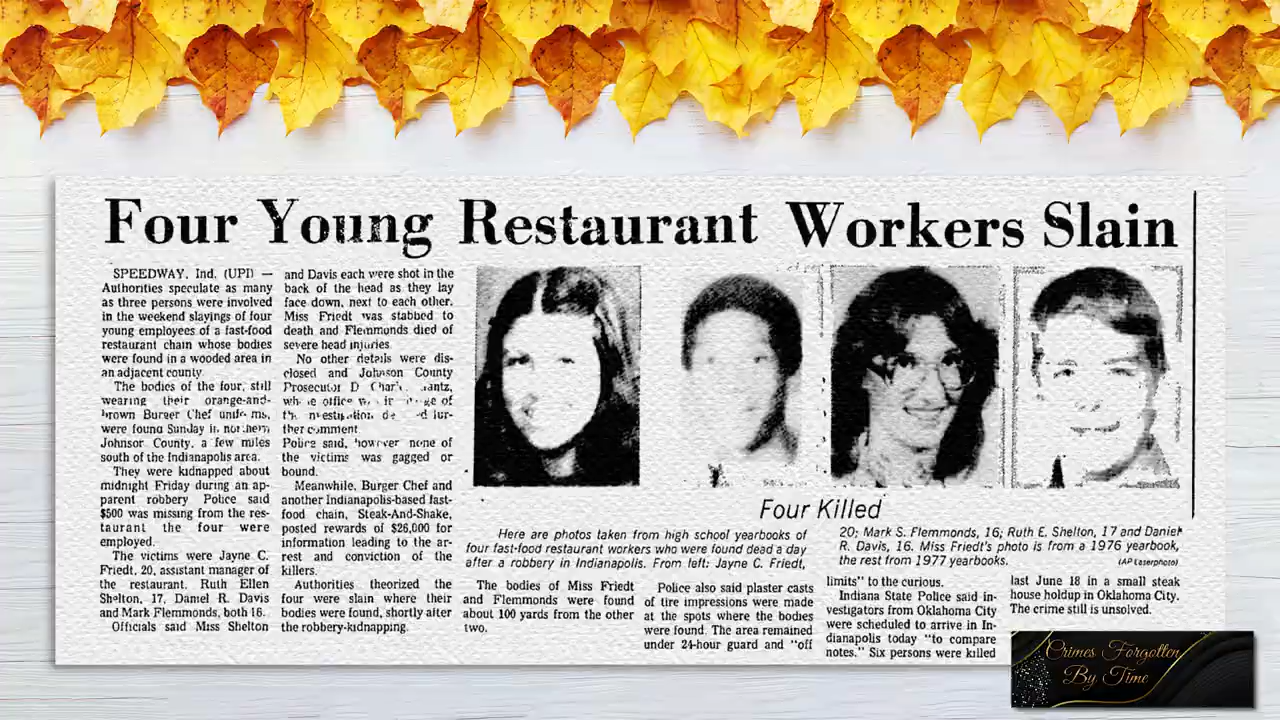 Four Young Restaurant Workers Slain
SPEEDWAY, Ind. (UPI) —
Authorities speculate as many
as three persons were involved
in the weekend slayings of four
young employees of a fast-food
restaurant chain whose bodies
were found in a wooded area in
an adjacent county.
The bodies of the four, still
wearing their orange-and-
brown Burger Chef
were found Sunday in
Johnson County, a few miles
south of the Indianapolis area.
They were kidnapped about
midnight Friday during an ap-
parent robbery. Police said
$500 was missing from the res-
taurant the four were
employed.
The victims were Jayne C.
Friedt, 20, assistant manager of
the restaurant, Ruth Ellen
Shelton, 17, Daniel R. Davis
and Mark Flemmonds, both 16.
Officials said Miss Shelton
and Davis each were shot in the
back of the head as they lay
face down, next to each other.
Miss Friedt was stabbed to
death and Flemmonds died of
severe head injuries.
No other details were dis-
closed and Johnson County
Prosecutor D
office of
the
ther comment.
Police said, however none of
the victims was gagged or
bound.
Meanwhile, Burger Chef and
another Indianapolis-based fast-
food chain, Steak-And-Shake,
posted rewards of $26,000 for
information leading to the ar-
rest and conviction of the
killers.
Authorities theorized the
four were slain where their
bodies were found, shortly after
the robbery-kidnapping.
Four Killed
Here are photos taken from high school yearbooks of
four fast-food restaurant workers who were found dead a day
after a robbery in Indianapolis. From left: Jayne C. Friedt,
20; Mark S. Flemmonds, 16; Ruth E. Shelton, 17 and Daniel
R. Davis, 16. Miss Friedt's photo is from a 1976 yearbook,
the rest from 1977 yearbooks.
(AP Laserphoto)
The bodies of Miss Friedt
and Flemmonds were found
about 100 yards from the other
two.
Police also said plaster casts
of tire impressions were made
at the spots where the bodies
were found. The area remained
under 24-hour guard and "off
limits" to the curious.
Indiana State Police said in-
vestigators from Oklahoma City
were scheduled to arrive in In-
dianapolis today "to compare
notes." Six persons were killed
last June 18 in a small steak
house holdup in Oklahoma City.
The crime still is unsolved.
Crimes Forgotten
By Time